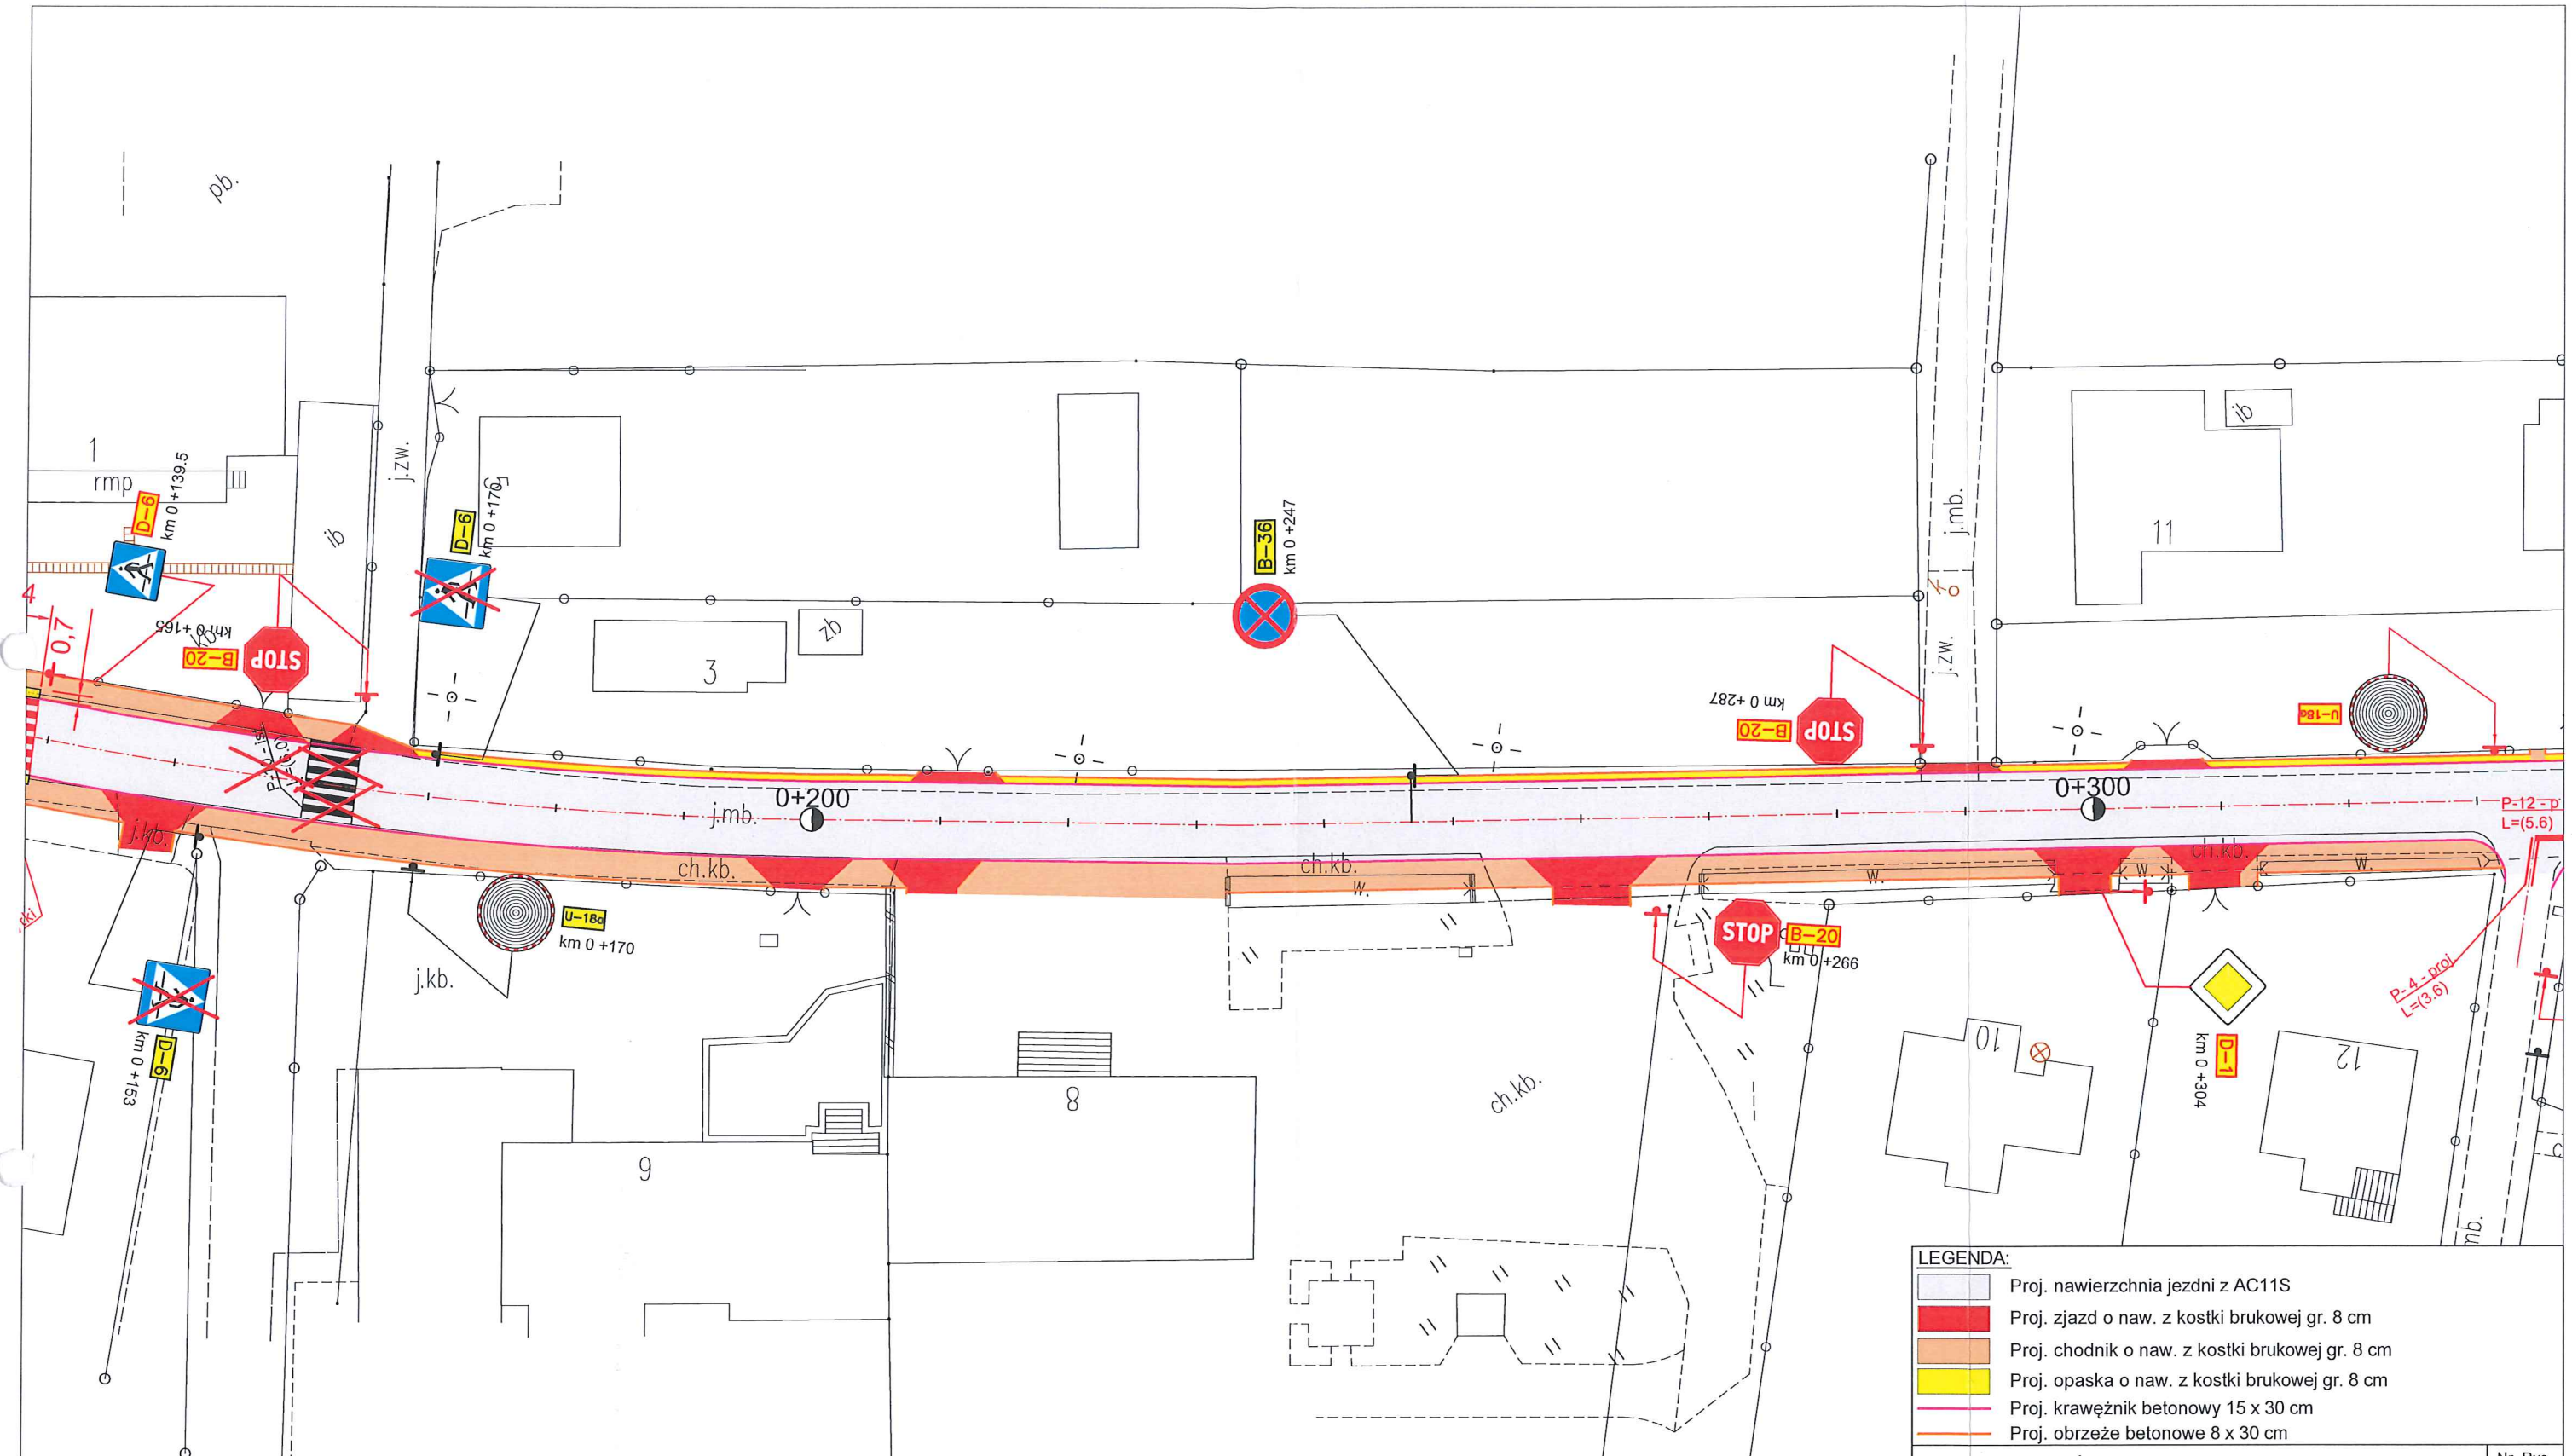 pb.
1
rmp
D-6
km 0 +139.5
ib
j.zw.
D-6
km 0 +170
5
B-36
km 0 +247
j.mb.
11
ib
4
0,7
km 0 +165
B-20
STOP
zb
3
j.zw.
km 0 +287
B-20
STOP
U-18a
0+200
j.mb.
0+300
P-12 - p
L=(5.6)
j.kb.
ch.kb.
ch.kb.
w.
w.
w.
ch.kb.
w.
U-18a
km 0 +170
j.kb.
STOP
B-20
km 0 +266
P-4 - proj.
L=(3.6)
D-6
km 0 +153
D-1
km 0 +304
10
12
8
9
ch.kb.
mb.
LEGENDA:
Proj. nawierzchnia jezdni z AC11S
Proj. zjazd o naw. z kostki brukowej gr. 8 cm
Proj. chodnik o naw. z kostki brukowej gr. 8 cm
Proj. opaska o naw. z kostki brukowej gr. 8 cm
Proj. krawężnik betonowy 15 x 30 cm
Proj. obrzeże betonowe 8 x 30 cm